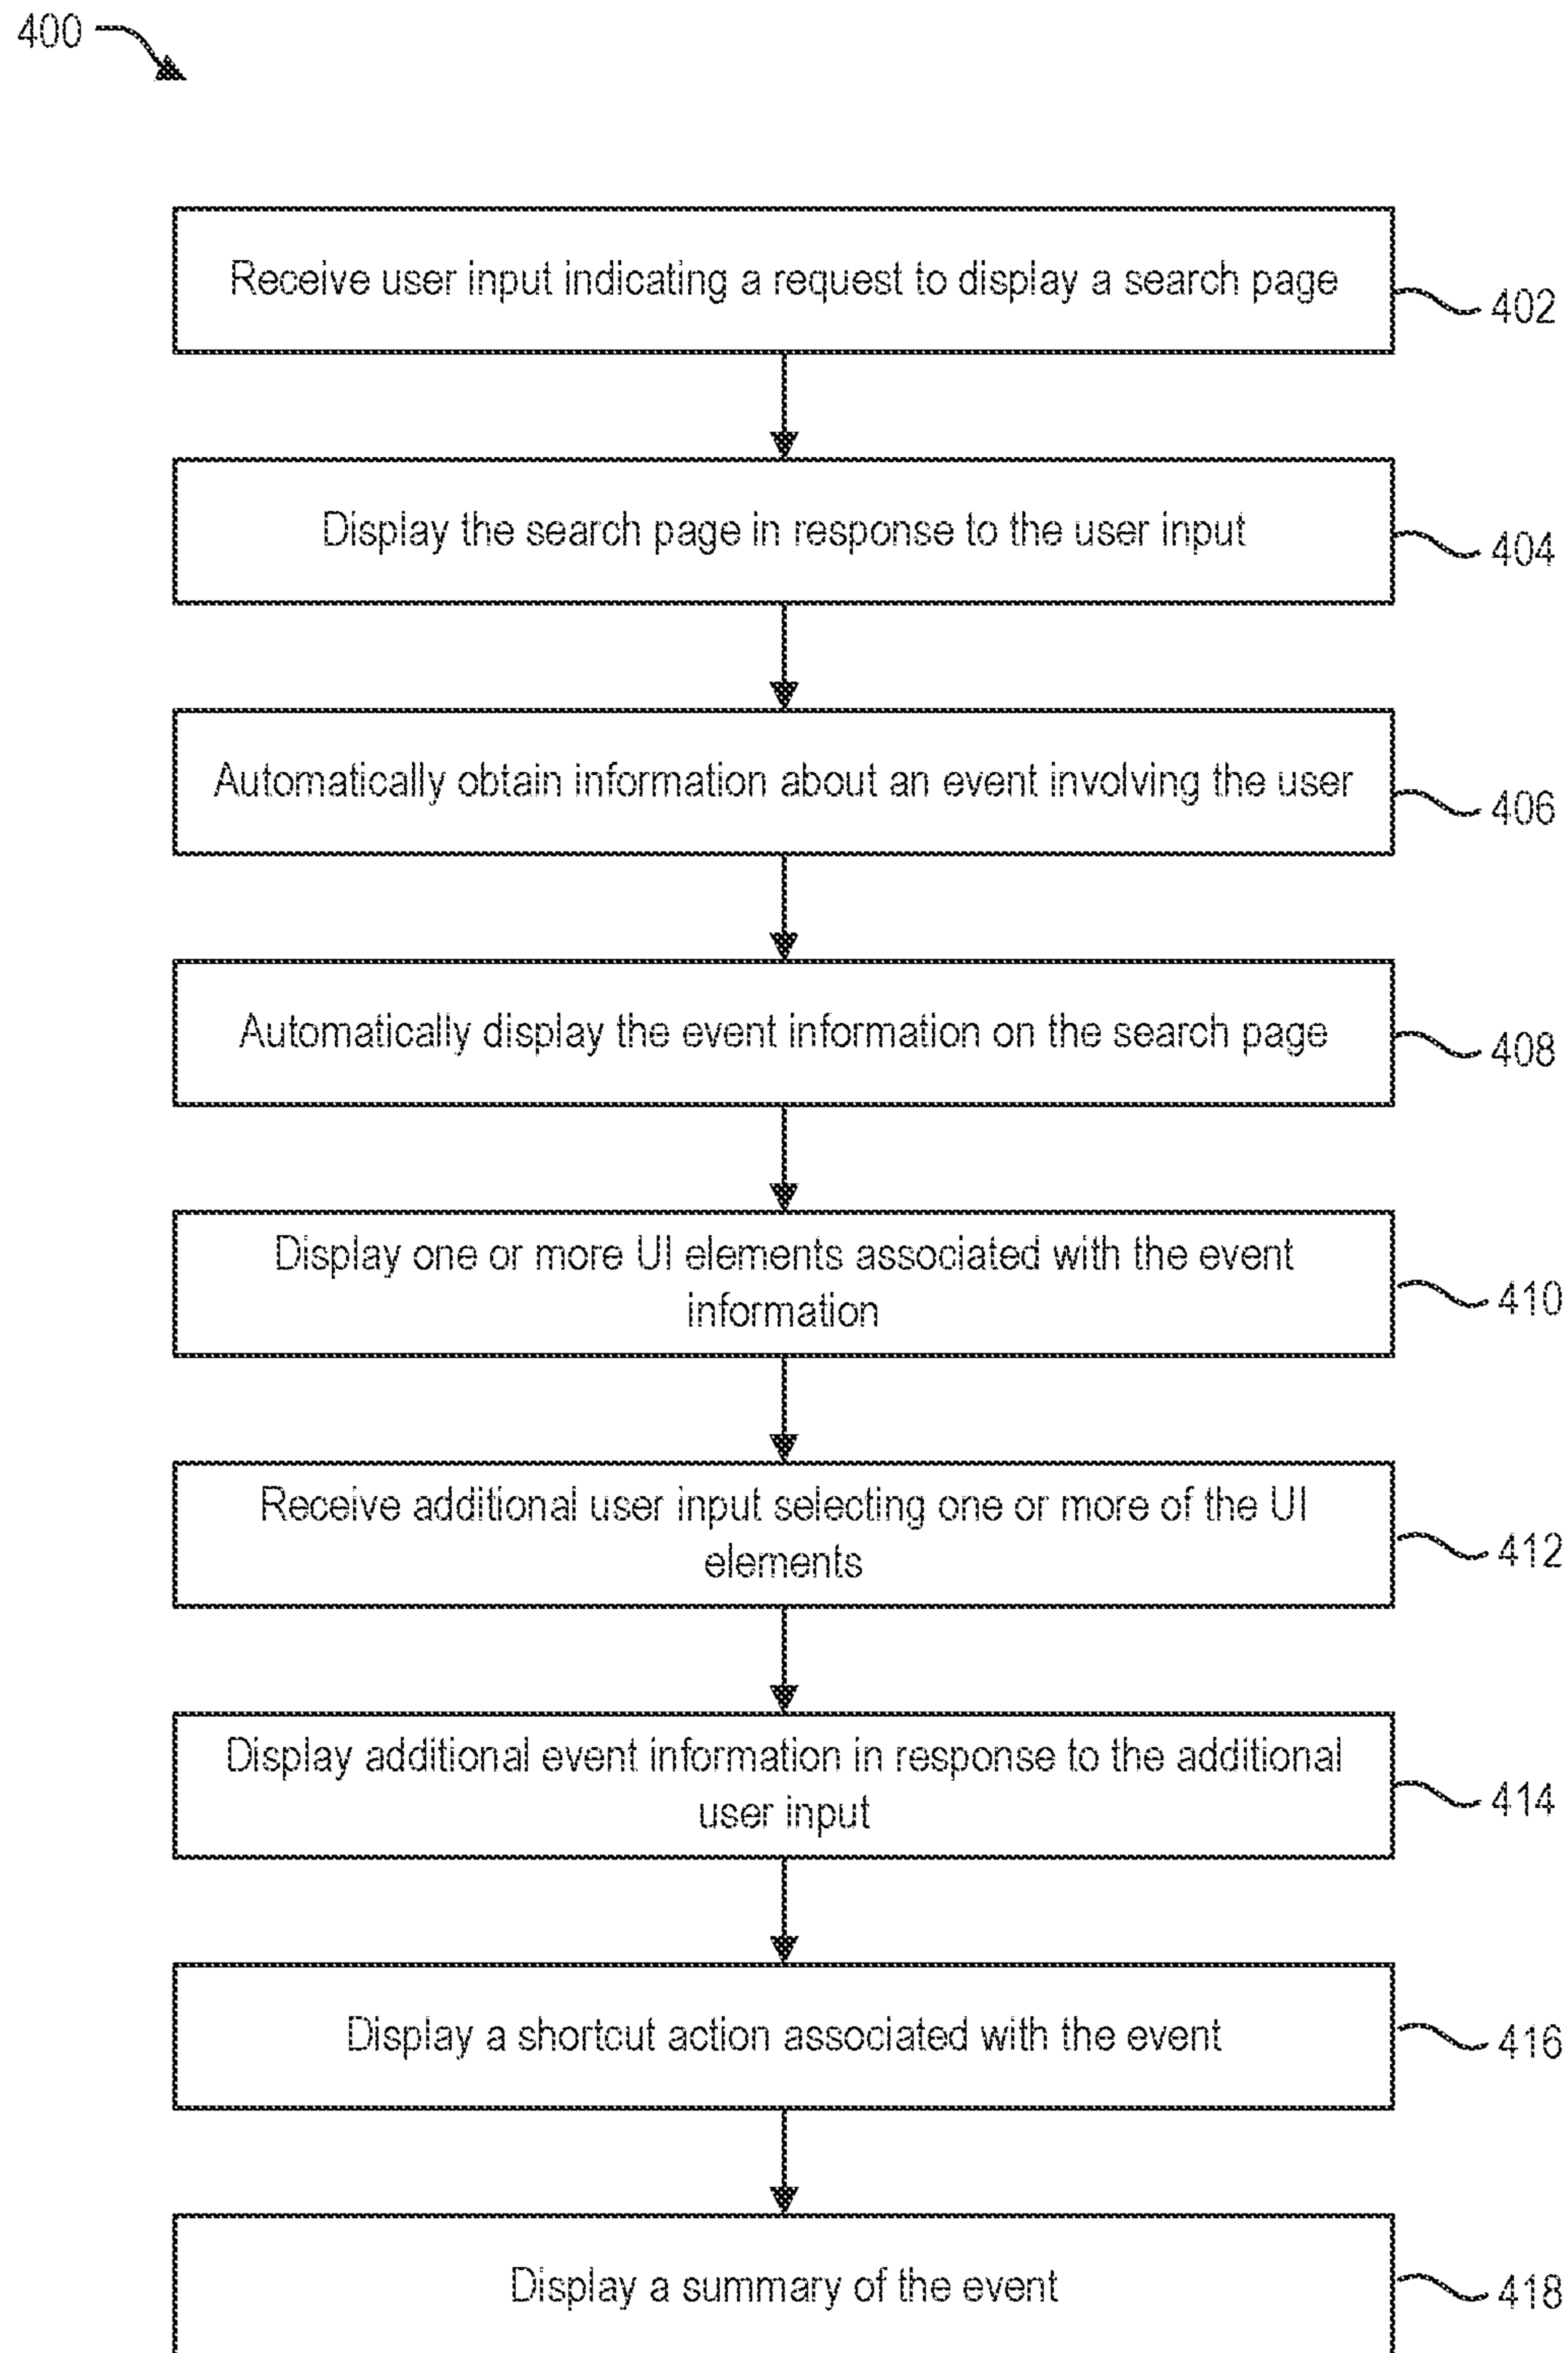 400
Receive user input indicating a request to display a search page
402
Display the search page in response to the user input
404
Automatically obtain information about an event involving the user
406
Automatically display the event information on the search page
408
Display one or more UI elements associated with the event
information
410
Receive additional user input selecting one or more of the UI
elements
412
Display additional event information in response to the additional
user input
414
Display a shortcut action associated with the event
416
Display a summary of the event
418